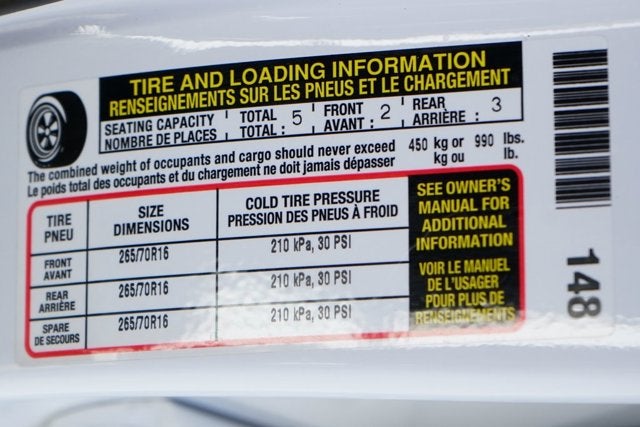 TIRE AND LOADING INFORMATION
RENSEIGNEMENTS SUR LES PNEUS ET LE CHARGEMENT
SEATING CAPACITY TOTAL FRONT REAR
NOMBRE DE PLACES TOTAL : 5 AVANT : 2 ARRIÈRE : 3
The combined weight of occupants and cargo should never exceed 450 kg or 990 lbs.
Le poids total des occupants et du chargement ne doit jamais dépasser kg ou lb.
TIRE
PNEU
SIZE
DIMENSIONS
COLD TIRE PRESSURE
PRESSION DES PNEUS À FROID
FRONT
AVANT
265/70R16
210 kPa, 30 PSI
REAR
ARRIÈRE
265/70R16
210 kPa, 30 PSI
SPARE
DE SECOURS
265/70R16
210 kPa, 30 PSI
SEE OWNER'S
MANUAL FOR
ADDITIONAL
INFORMATION
VOIR LE MANUEL
DE L'USAGER
POUR PLUS DE
RENSEIGNEMENTS
148